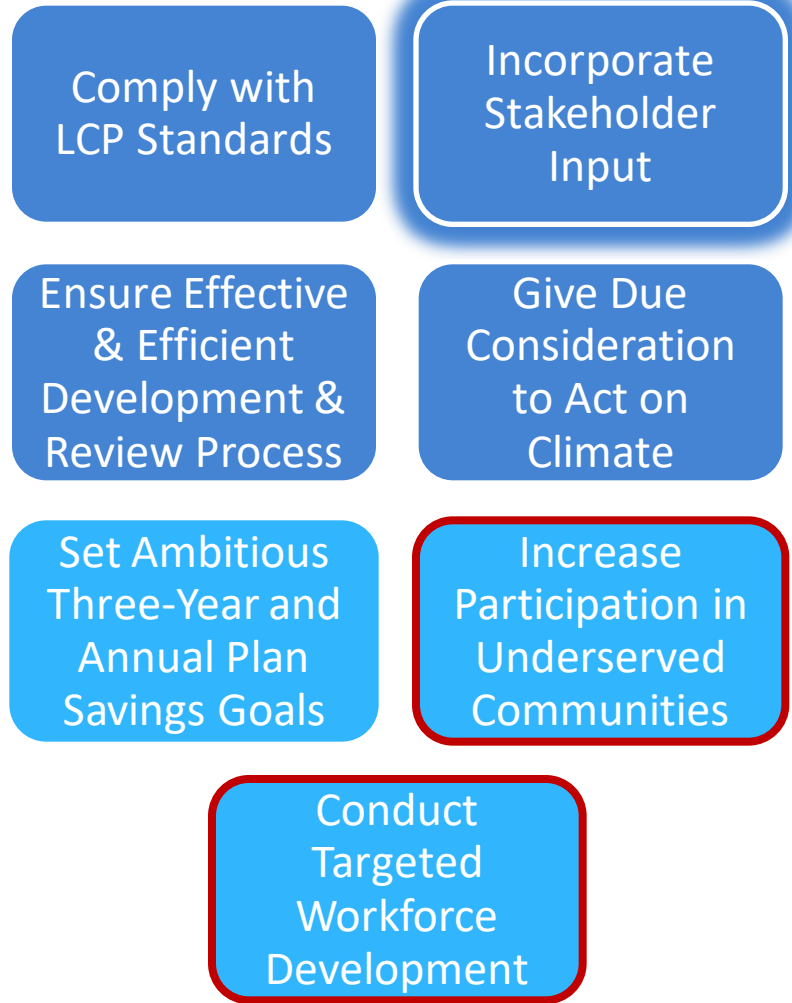 Comply with
LCP Standards
Incorporate
Stakeholder
Input
Ensure Effective
& Efficient
Development &
Review Process
Give Due
Consideration
to Act on
Climate
Set Ambitious
Three-Year and
Annual Plan
Savings Goals
Increase
Participation in
Underserved
Communities
Conduct
Targeted
Workforce
Development